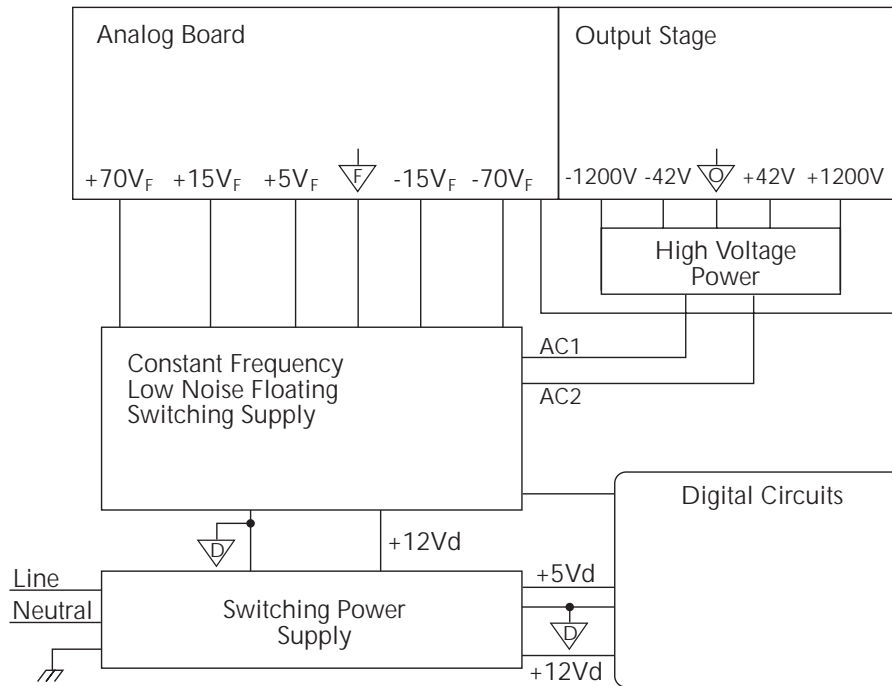 Analog Board
Output Stage
+70VF +15VF +5VF F -15VF -70VF
-1200V -42V O +42V +1200V
High Voltage
Power
AC1
AC2
Constant Frequency
Low Noise Floating
Switching Supply
Digital Circuits
D
+12Vd
Line
Neutral
Switching Power
Supply
+5Vd
D
+12Vd